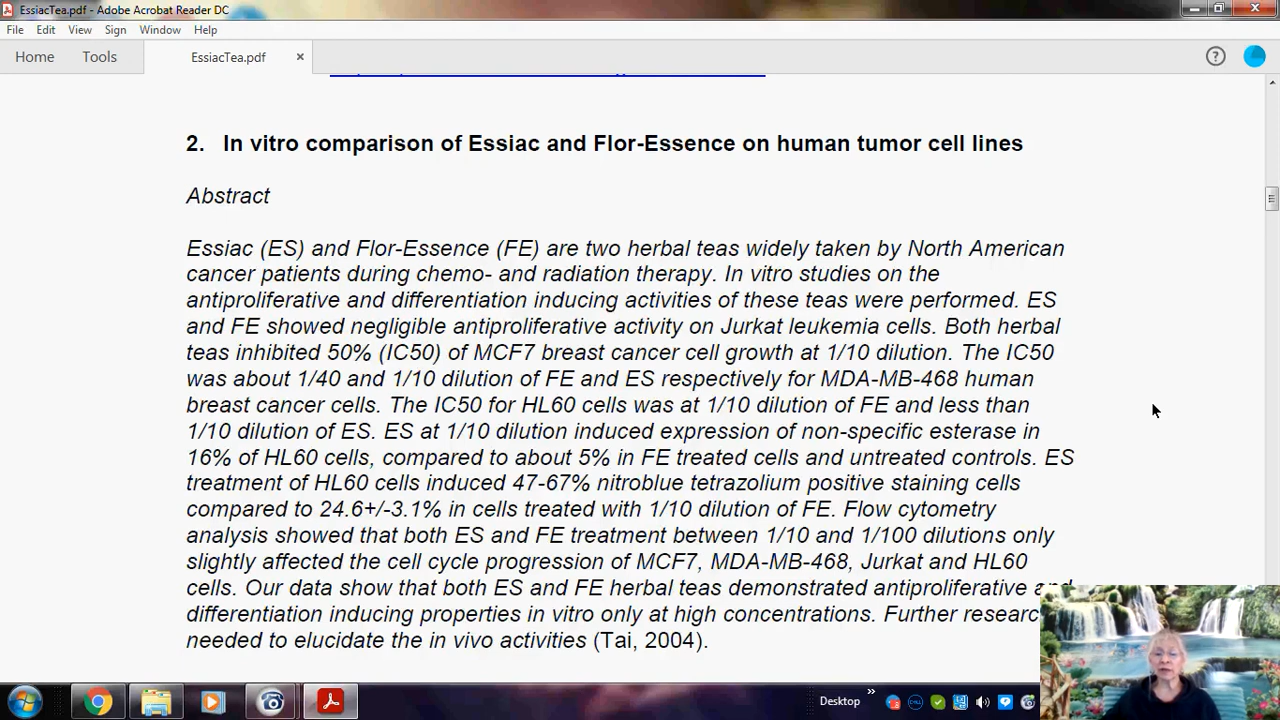 EssiacTea.pdf - Adobe Acrobat Reader DC
File Edit View Sign Window Help
Home Tools EssiacTea.pdf × ?
2. In vitro comparison of Essiac and Flor-Essence on human tumor cell lines
Abstract
Essiac (ES) and Flor-Essence (FE) are two herbal teas widely taken by North American
cancer patients during chemo- and radiation therapy. In vitro studies on the
antiproliferative and differentiation inducing activities of these teas were performed. ES
and FE showed negligible antiproliferative activity on Jurkat leukemia cells. Both herbal
teas inhibited 50% (IC50) of MCF7 breast cancer cell growth at 1/10 dilution. The IC50
was about 1/40 and 1/10 dilution of FE and ES respectively for MDA-MB-468 human
breast cancer cells. The IC50 for HL60 cells was at 1/10 dilution of FE and less than
1/10 dilution of ES. ES at 1/10 dilution induced expression of non-specific esterase in
16% of HL60 cells, compared to about 5% in FE treated cells and untreated controls. ES
treatment of HL60 cells induced 47-67% nitroblue tetrazolium positive staining cells
compared to 24.6+/-3.1% in cells treated with 1/10 dilution of FE. Flow cytometry
analysis showed that both ES and FE treatment between 1/10 and 1/100 dilutions only
slightly affected the cell cycle progression of MCF7, MDA-MB-468, Jurkat and HL60
cells. Our data show that both ES and FE herbal teas demonstrated antiproliferative and
differentiation inducing properties in vitro only at high concentrations. Further researc
needed to elucidate the in vivo activities (Tai, 2004).
Desktop »